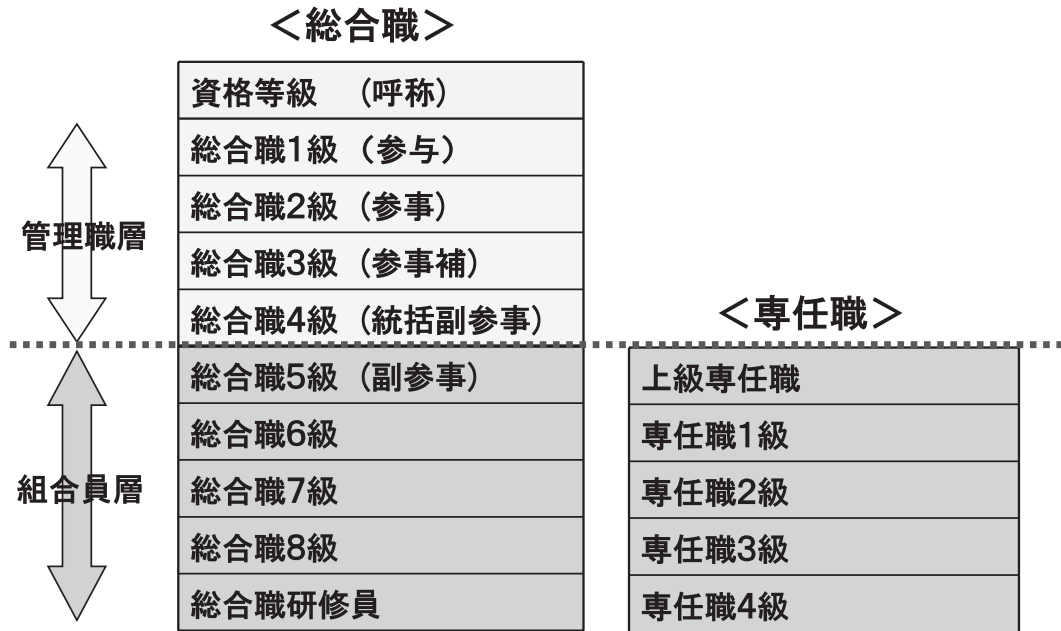 ＜総合職＞
資格等級　（呼称）
総合職1級（参与）
総合職2級（参事）
総合職3級（参事補）
総合職4級（統括副参事）
総合職5級（副参事）
総合職6級
総合職7級
総合職8級
総合職研修員
管理職層
組合員層
＜専任職＞
上級専任職
専任職1級
専任職2級
専任職3級
専任職4級